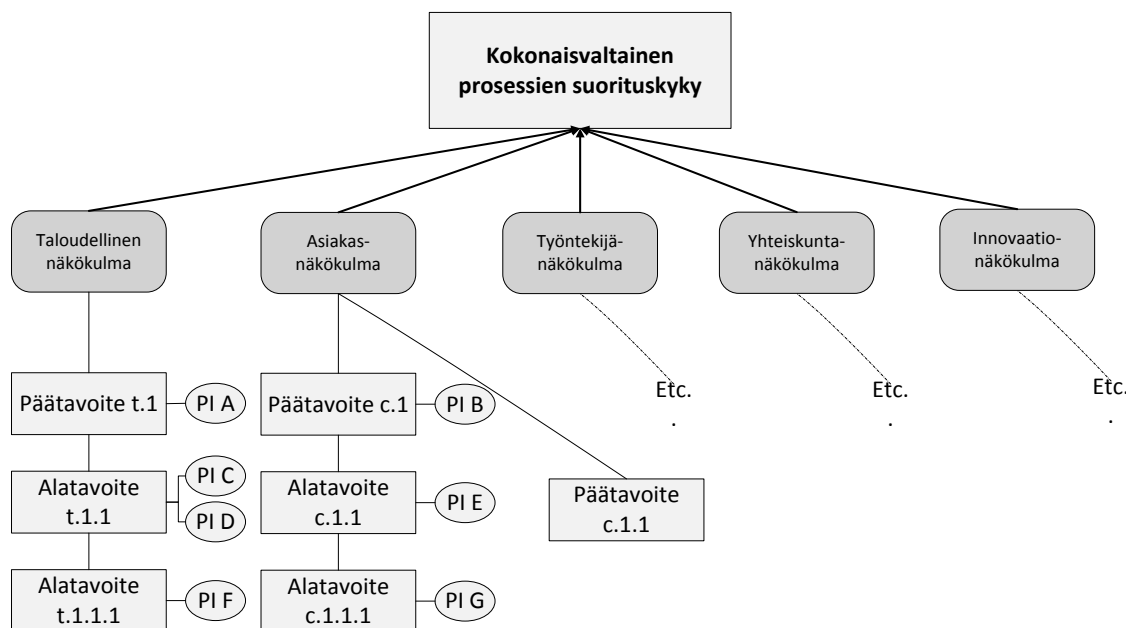 Kokonaisvaltainen
prosessien suorituskyky
Taloudellinen
näkökulma
Asiakas-
näkökulma
Työntekijä-
näkökulma
Yhteiskunta-
näkökulma
Innovaatio-
näkökulma
Päätavoite t.1
PI A
Päätavoite c.1
PI B
Etc.
.
Etc.
.
Etc.
.
Alatavoite
t.1.1
PI C
PI D
Alatavoite
c.1.1
PI E
Päätavoite
c.1.1
Alatavoite
t.1.1.1
PI F
Alatavoite
c.1.1.1
PI G